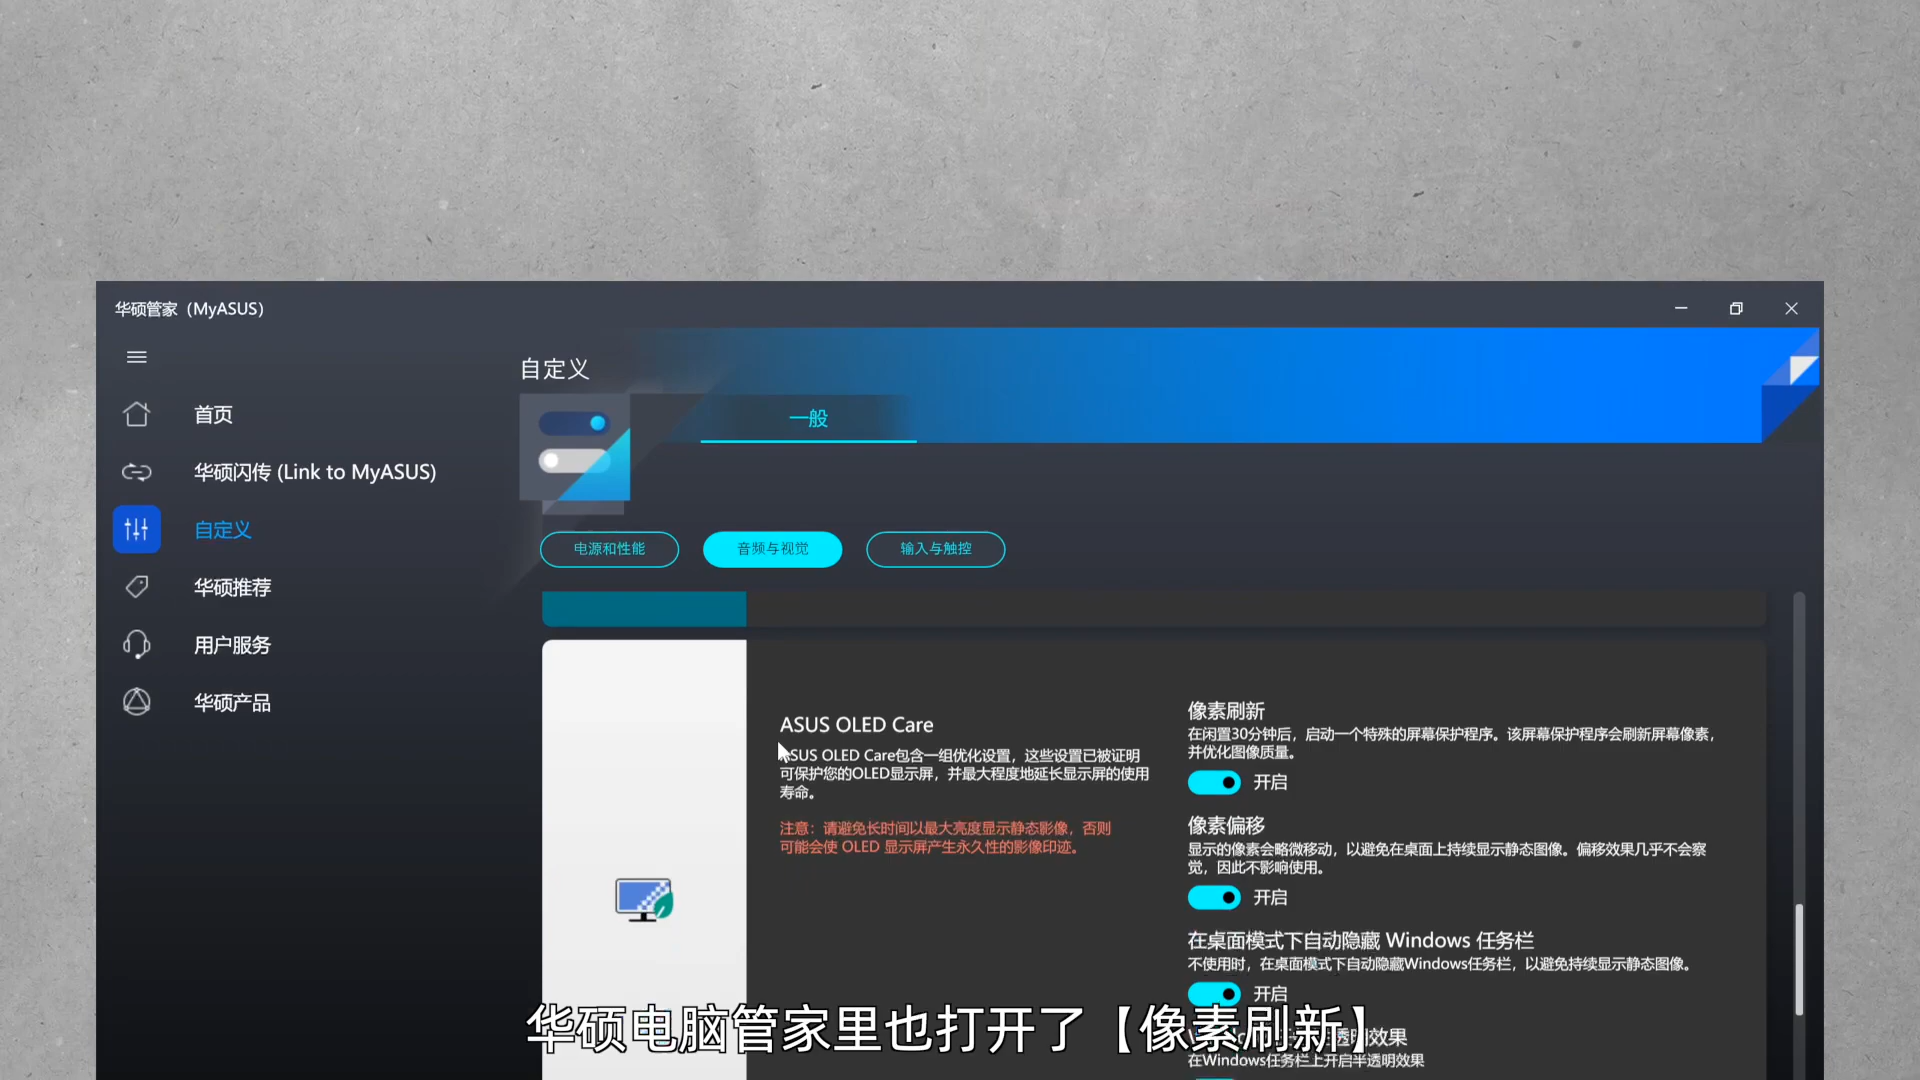 华硕管家（MyASUS）
自定义
首页
一般
华硕闪传 (Link to MyASUS)
自定义
电源和性能
音频与视觉
输入与触控
华硕推荐
用户服务
华硕产品
ASUS OLED Care
ASUS OLED Care包含一组优化设置，这些设置已被证明
可保护您的OLED显示屏，并最大程度地延长显示屏的使用
寿命。
注意：请避免长时间以最大亮度显示静态影像，否则
可能会使 OLED 显示屏产生永久性的影像印迹。
像素刷新
在闲置30分钟后，启动一个特殊的屏幕保护程序。该屏幕保护程序会刷新屏幕像素，
并优化图像质量。
开启
像素偏移
显示的像素会略微移动，以避免在桌面上持续显示静态图像。偏移效果几乎不会察
觉，因此不影响使用。
开启
在桌面模式下自动隐藏 Windows 任务栏
不使用时，在桌面模式下自动隐藏Windows任务栏，以避免持续显示静态图像。
开启
华硕电脑管家里也打开了【像素刷新】
透明效果
在Windows任务栏上开启半透明效果